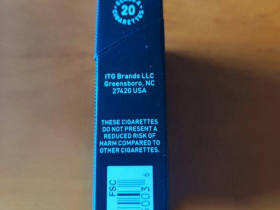 20
CIGARETTES
ITG Brands LLC
Greensboro, NC
27420 USA
THESE CIGARETTES
DO NOT PRESENT A
REDUCED RISK OF
HARM COMPARED TO
OTHER CIGARETTES.
FSC